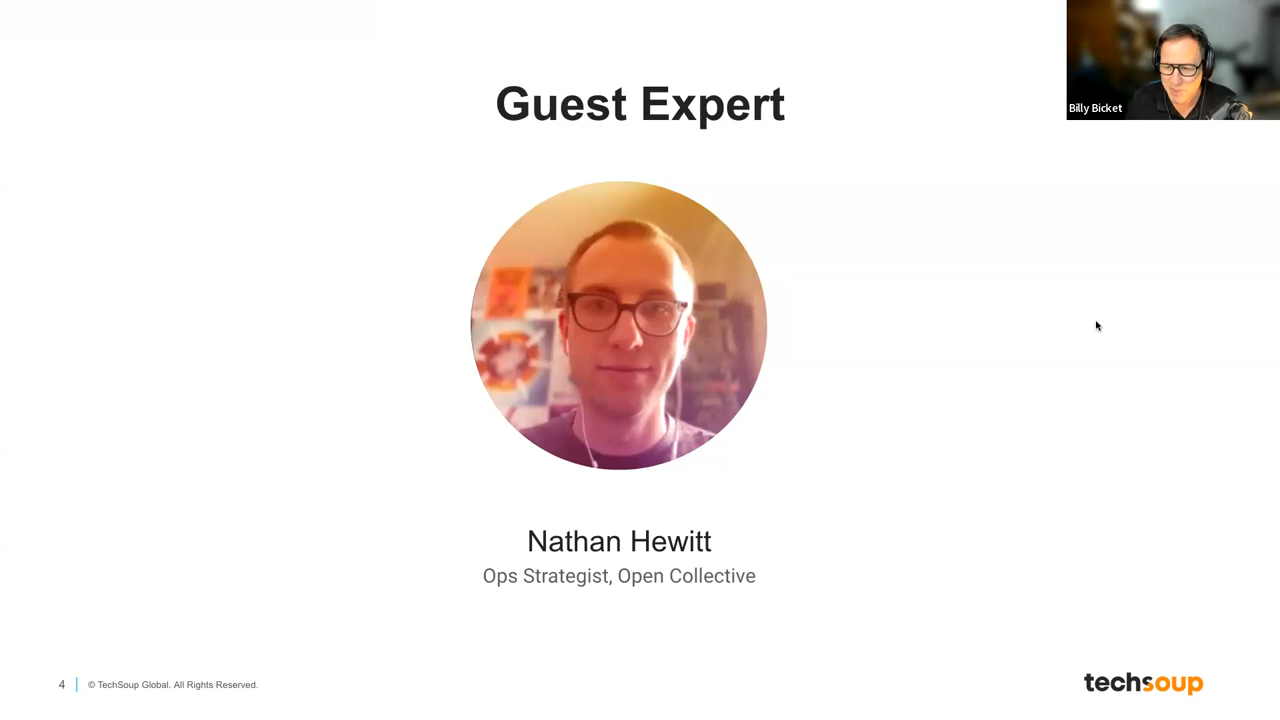 Guest Expert
Billy Bicket
Nathan Hewitt
Ops Strategist, Open Collective
4
© TechSoup Global. All Rights Reserved.
techsoup